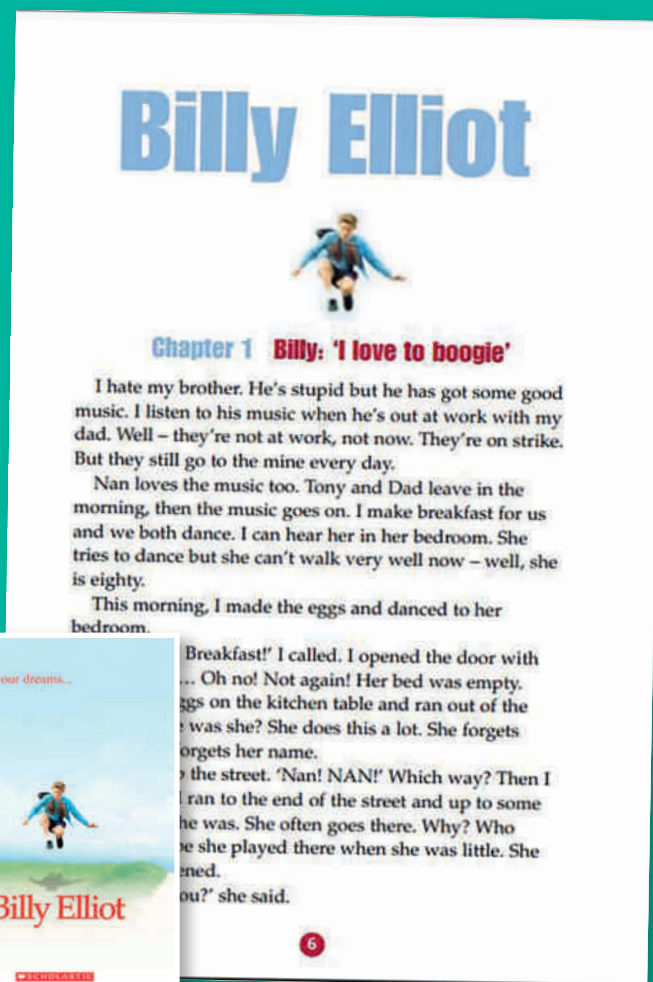 Billy Elliot
Chapter 1 Billy: 'I love to boogie'
I hate my brother. He's stupid but he has got some good
music. I listen to his music when he's out at work with my
dad. Well – they're not at work, not now. They're on strike.
But they still go to the mine every day.
Nan loves the music too. Tony and Dad leave in the
morning, then the music goes on. I make breakfast for us
and we both dance. I can hear her in her bedroom. She
tries to dance but she can't walk very well now – well, she
is eighty.
This morning, I made the eggs and danced to her
bedroom.
Breakfast!' I called. I opened the door with
... Oh no! Not again! Her bed was empty.
on the kitchen table and ran out of the
was she? She does this a lot. She forgets
forgets her name.
the street. 'Nan! NAN!' Which way? Then I
I ran to the end of the street and up to some
he was. She often goes there. Why? Who
she played there when she was little. She
ou?' she said.
6
our dreams...
Billy Elliot
SCHOLASTIC